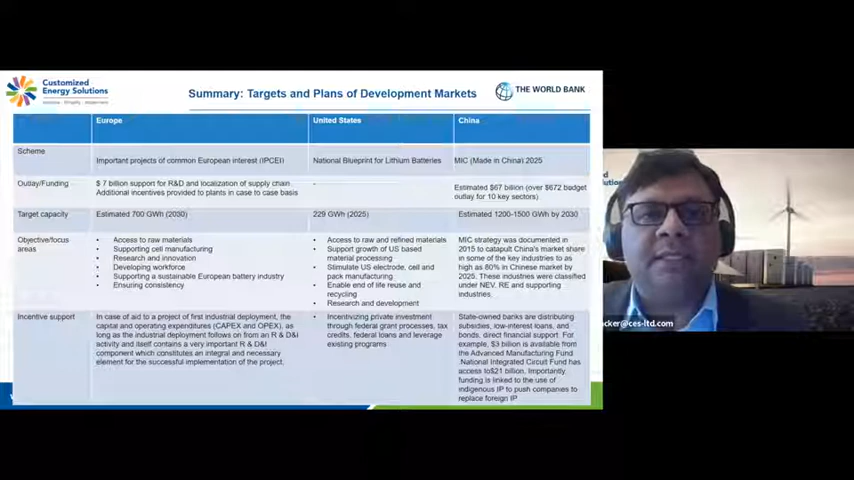 Customized
Energy Solutions
Summary: Targets and Plans of Development Markets
THE WORLD BANK
Europe
United States
China
Scheme
Important projects of common European interest (IPCEI)
National Blueprint for Lithium Batteries
MIC (Made in China) 2025
Outlay/Funding
$ 7 billion support for R&D and localization of supply chain
Additional incentives provided to plants in case to case basis
-
Estimated $67 billion (over $672 budget
outlay for 10 key sectors)
Target capacity
Estimated 700 GWh (2030)
229 GWh (2025)
Estimated 1200-1500 GWh by 2030
Objective/focus
areas
• Access to raw materials
• Supporting cell manufacturing
• Research and innovation
• Developing workforce
• Supporting a sustainable European battery industry
• Ensuring consistency
• Access to raw and refined materials
• Support growth of US based
material processing
• Stimulate US electrode, cell and
pack manufacturing
• Enable end of life reuse and
recycling
• Research and development
MIC strategy was documented in
2015 to catapult China's market share
in some of the key industries to as
high as 80% in Chinese market by
2025. These industries were classified
under NEV, RE and supporting
industries.
Incentive support
In case of aid to a project of first industrial deployment, the
capital and operating expenditures (CAPEX and OPEX), as
long as the industrial deployment follows on from an R & D&I
activity and itself contains a very important R & D&I
component which constitutes an integral and necessary
element for the successful implementation of the project.
• Incentivizing private investment
through federal grant processes, tax
credits, federal loans and leverage
existing programs
State-owned banks are distributing
subsidies, low-interest loans, and
bonds, direct financial support. For
example, $3 billion is available from
the Advanced Manufacturing Fund
.National Integrated Circuit Fund has
access to$21 billion. Importantly,
funding is linked to the use of
indigenous IP to push companies to
replace foreign IP
cker@ces-ltd.com